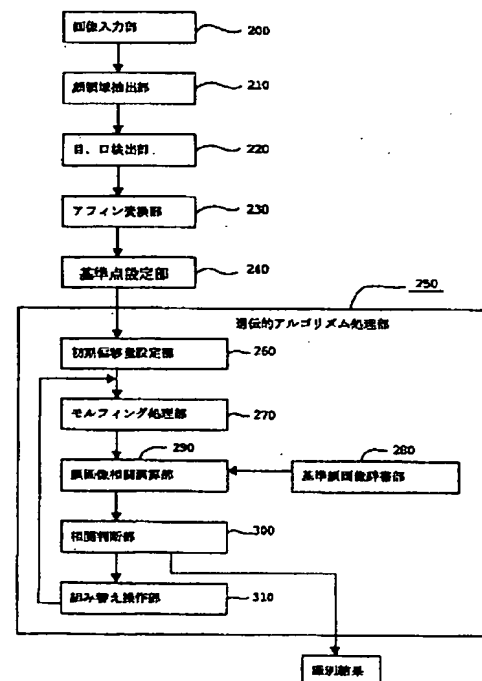 画像入力部
200
顔領域抽出部
210
目、口検出部
220
アフィン変換部
230
基準点設定部
240
250
遺伝的アルゴリズム処理部
初期偏移量設定部
260
モルフィング処理部
270
290
280
顔画像相関演算部
基準顔画像辞書部
相関判断部
300
組み替え操作部
310
識別結果